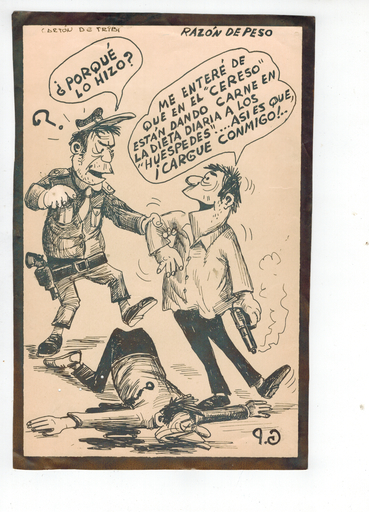 CARTÓN DE TRIBI
RAZÓN DE PESO
¿PORQUÉ
LO HIZO?
?
ME ENTERÉ DE
QUE EN EL "CERESO"
ESTÁN DANDO CARNE EN
LA DIETA DIARIA A LOS
"HUÉSPEDES"... ASI ES QUE,
¡CARGUE CONMIGO!..
G.P